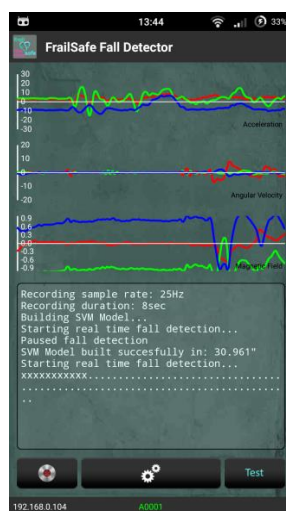 13:44 33%
FrailSafe Fall Detector
30
20
10
-10
-20
-30
Acceleration
20
10
0
-10
-20
Angular Velocity
0.9
0.6
0.3
0.0
-0.3
-0.6
-0.9
Magnetic Field
Recording sample rate: 25Hz
Recording duration: 8sec
Building SVM Model...
Starting real time fall detection...
Paused fall detection
SVM Model built succesfully in: 30.961"
Starting real time fall detection...
xxxxxxxxxxx................................
...........................................
..
Test
192.168.0.104 A0001